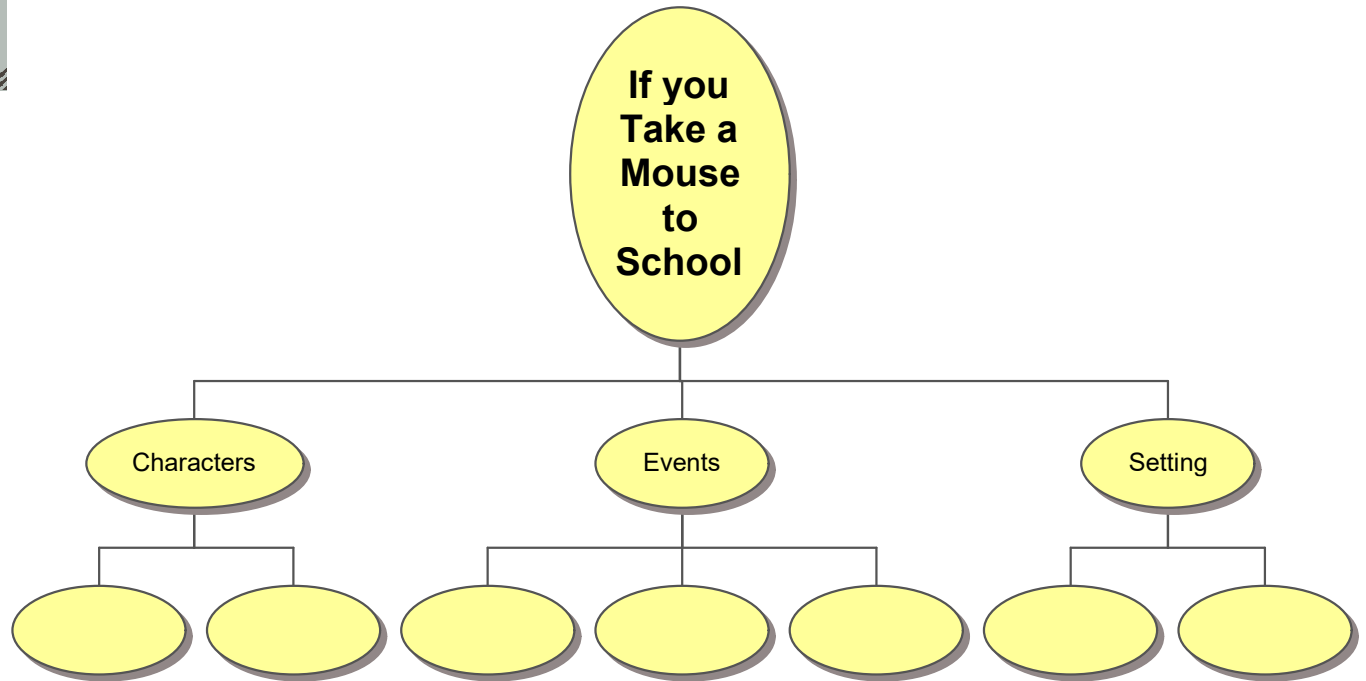 If you
Take a
Mouse
to
School
Characters
Events
Setting